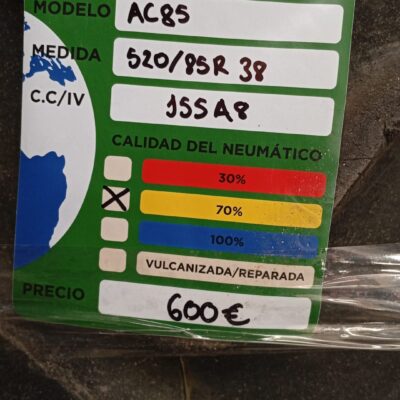 MODELO AC85
MEDIDA 520/85R 38
C.C/IV 155A8
CALIDAD DEL NEUMÁTICO
30%
70%
100%
VULCANIZADA/REPARADA
PRECIO 600€